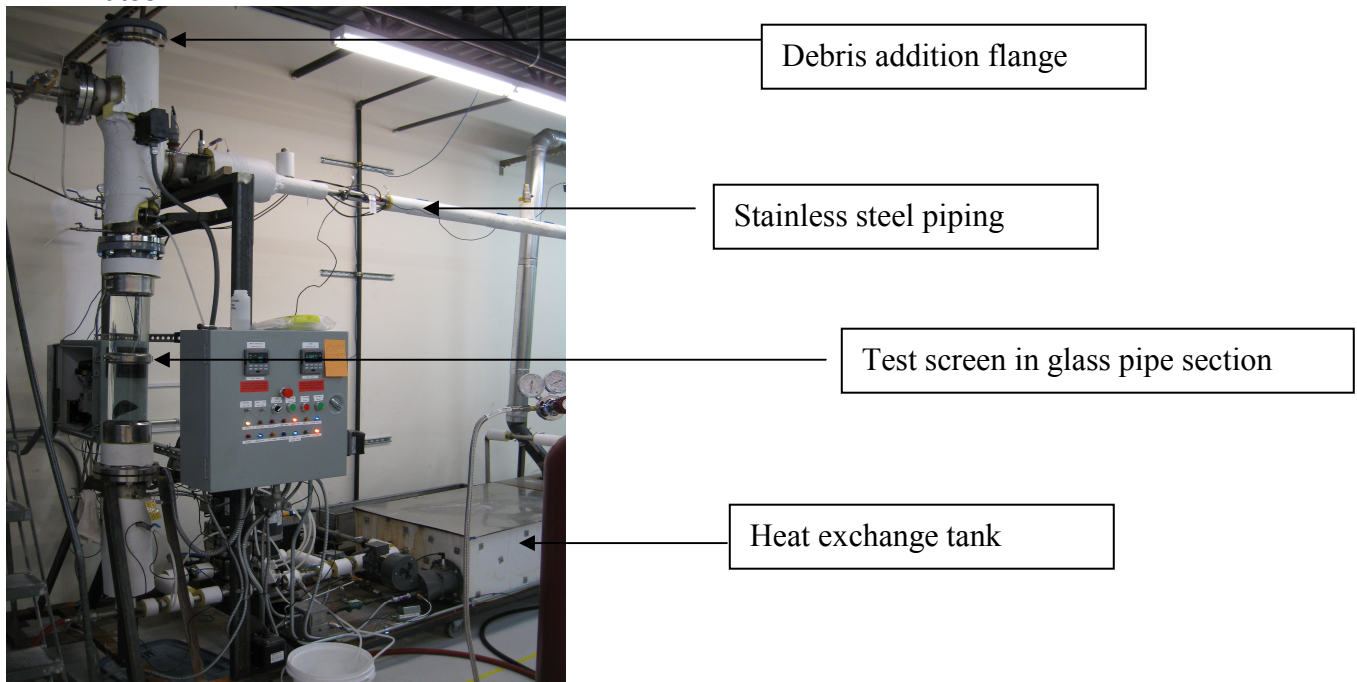 Debris addition flange
Stainless steel piping
Test screen in glass pipe section
Heat exchange tank